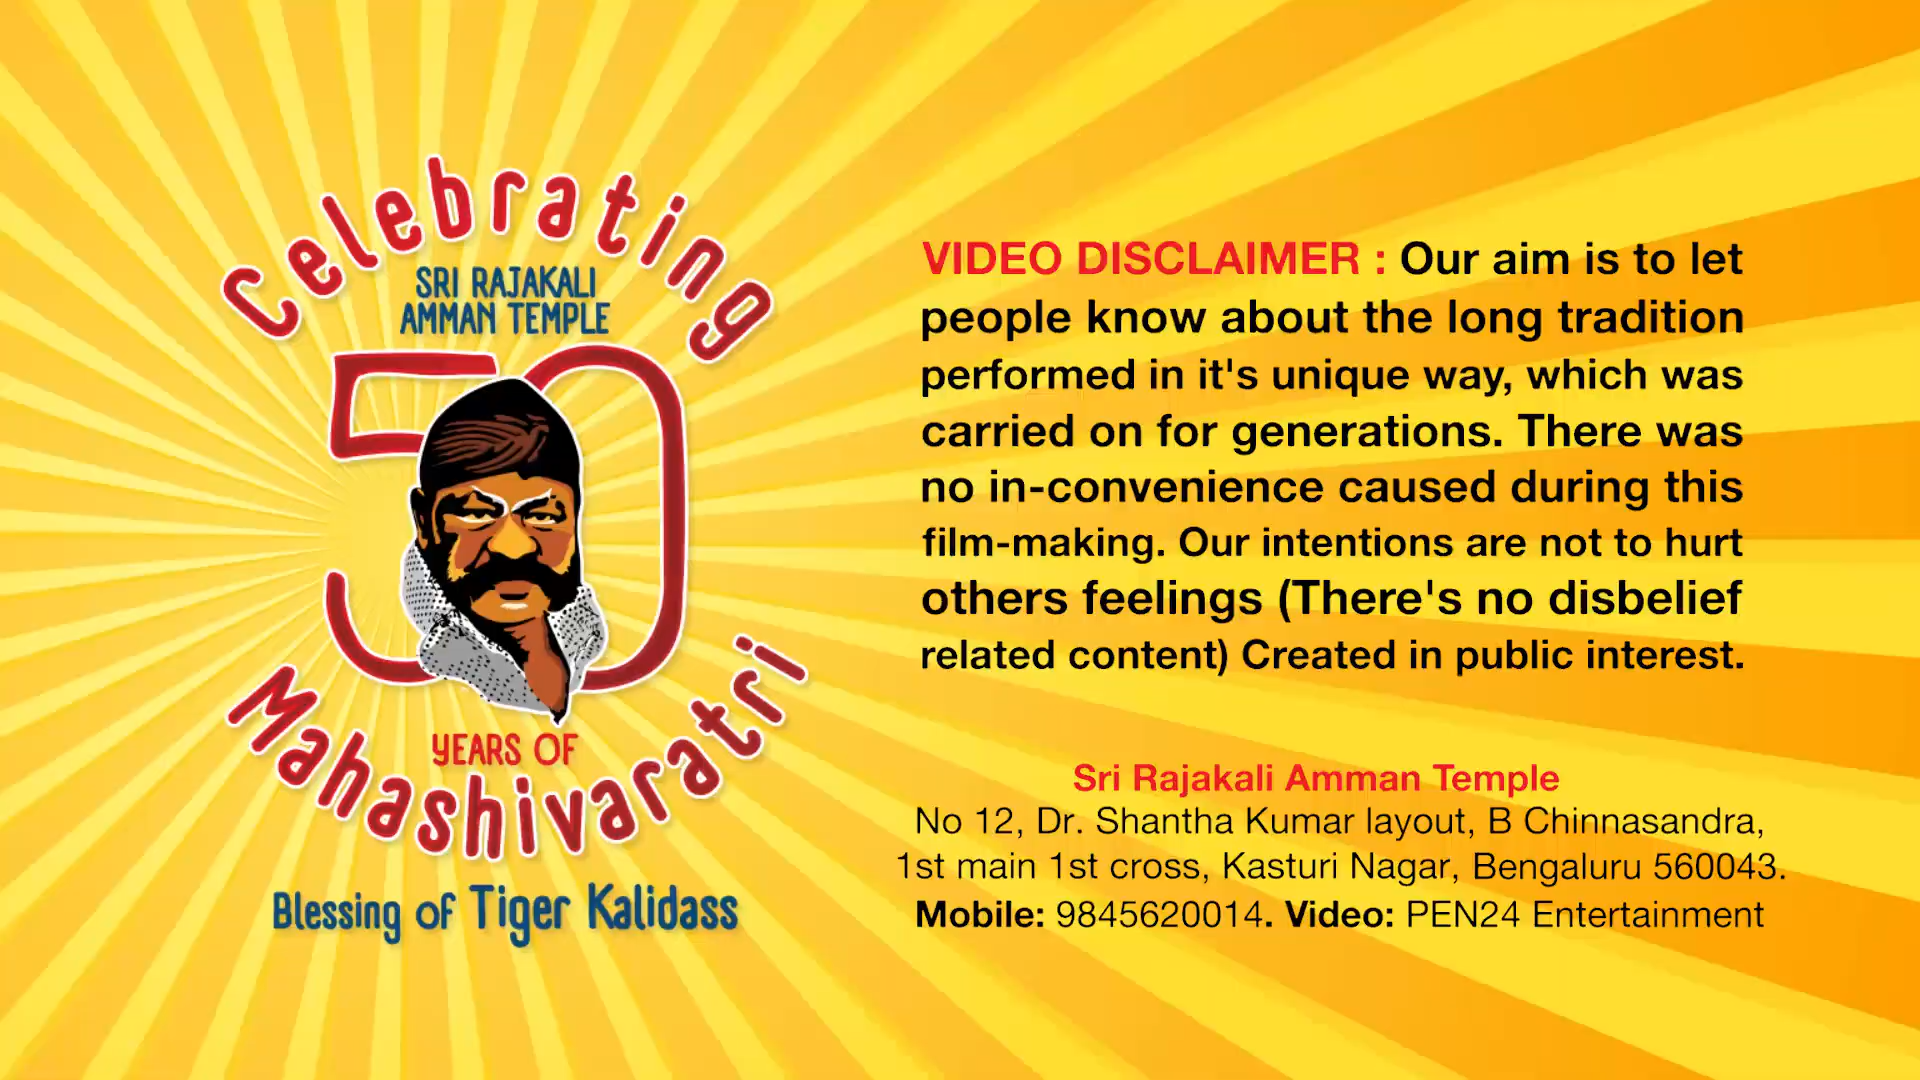 Celebrating
SRI RAJAKALI
AMMAN TEMPLE
50
YEARS OF
Mahashivaratri
Blessing of Tiger Kalidass
VIDEO DISCLAIMER : Our aim is to let
people know about the long tradition
performed in it's unique way, which was
carried on for generations. There was
no in-convenience caused during this
film-making. Our intentions are not to hurt
others feelings (There's no disbelief
related content) Created in public interest.
Sri Rajakali Amman Temple
No 12, Dr. Shantha Kumar layout, B Chinnasandra,
1st main 1st cross, Kasturi Nagar, Bengaluru 560043.
Mobile: 9845620014. Video: PEN24 Entertainment